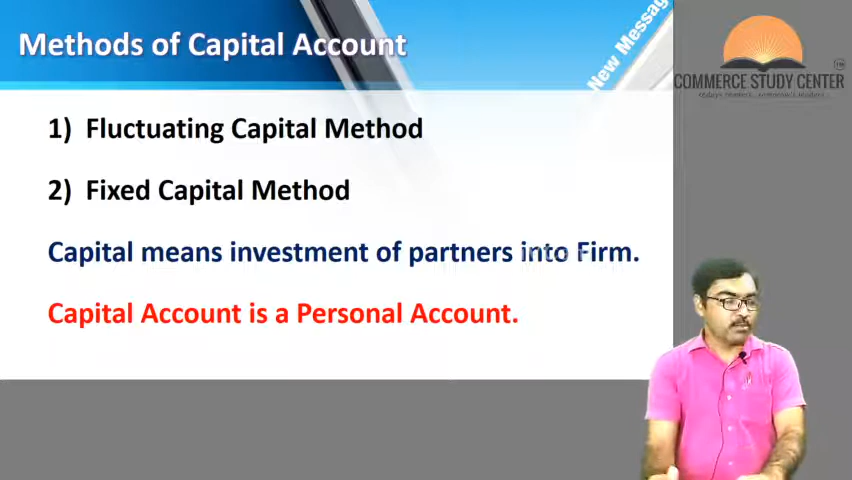 Methods of Capital Account
New Messag
COMMERCE STUDY CENTER
1) Fluctuating Capital Method
2) Fixed Capital Method
Capital means investment of partners into Firm.
Capital Account is a Personal Account.